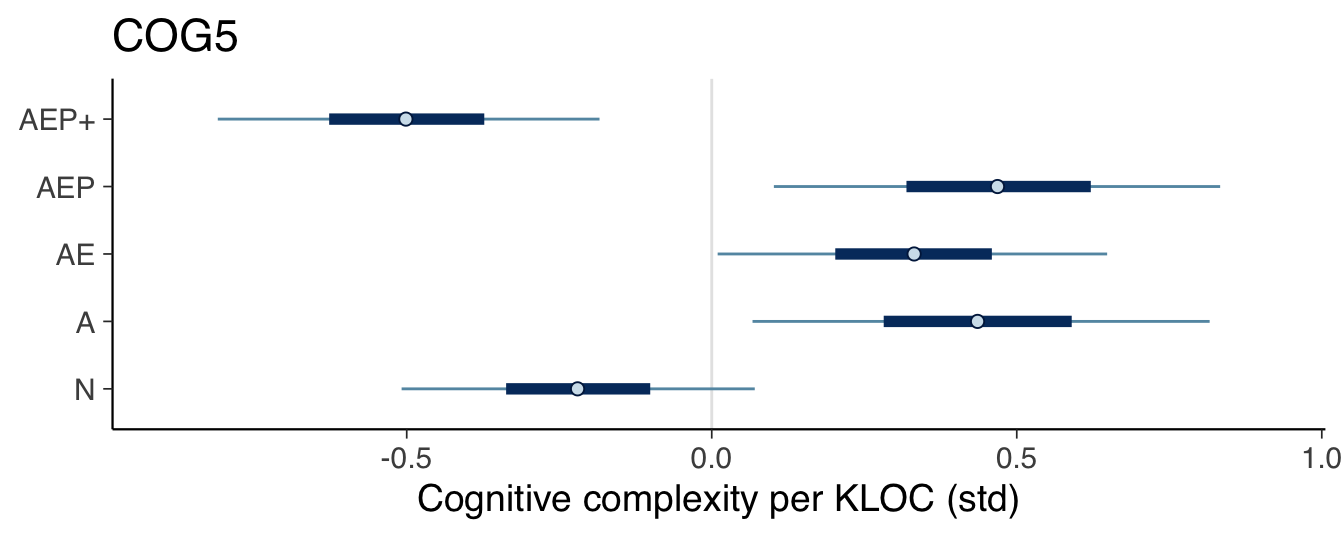 COG5
AEP+
AEP
AE
A
N
-0.5 0.0 0.5 1.0
Cognitive complexity per KLOC (std)